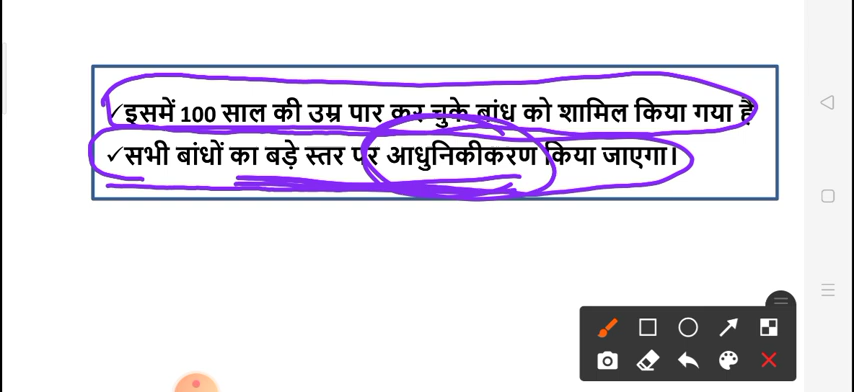 ✓इसमें 100 साल की उम्र पार कर चुके बांध को शामिल किया गया है
✓सभी बांधों का बड़े स्तर पर आधुनिकीकरण किया जाएगा।